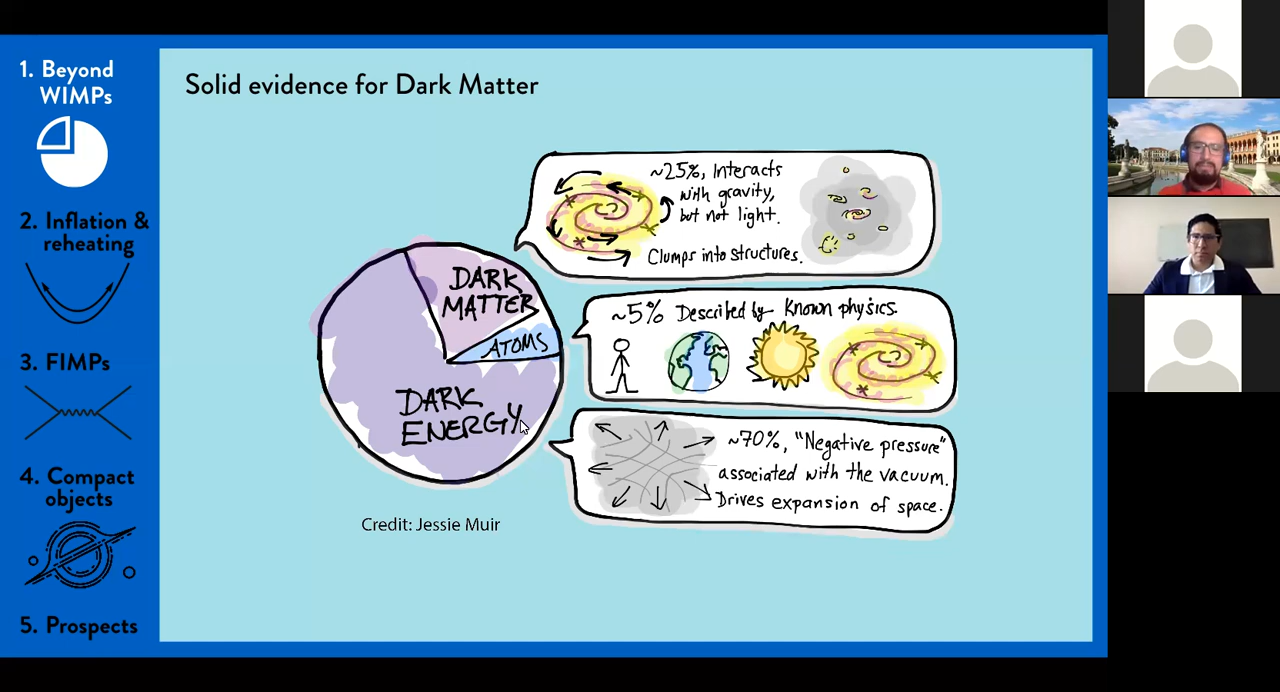 1. Beyond
WIMPs
2. Inflation &
reheating
3. FIMPs
4. Compact
objects
5. Prospects
Solid evidence for Dark Matter
~25%, Interacts
with gravity,
but not light.
Clumps into structures.
DARK
MATTER
ATOMS
DARK
ENERGY
~5% Described by Known physics.
~70%, "Negative pressure"
associated with the vacuum.
Drives expansion of space.
Credit: Jessie Muir